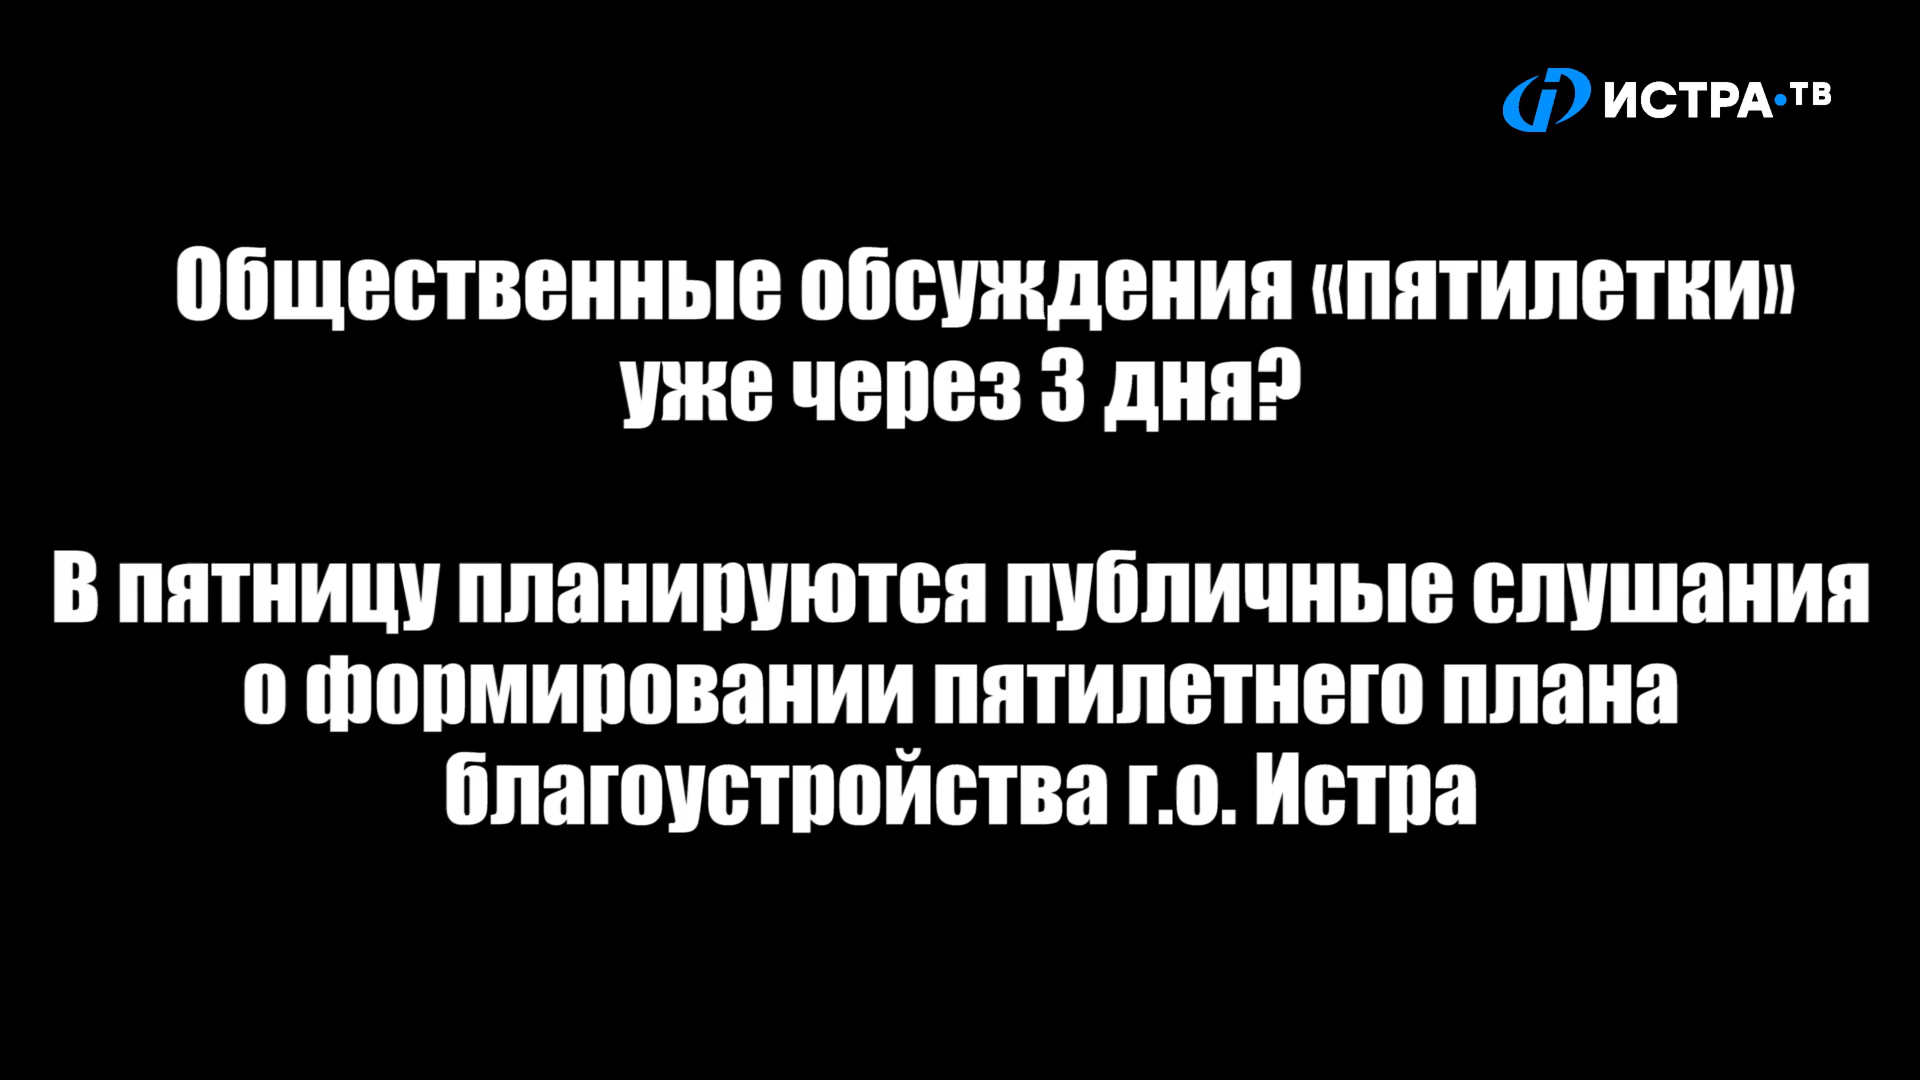 ИСТРА•ТВ
Общественные обсуждения «пятилетки»
уже через 3 дня?
В пятницу планируются публичные слушания
о формировании пятилетнего плана
благоустройства г.о. Истра